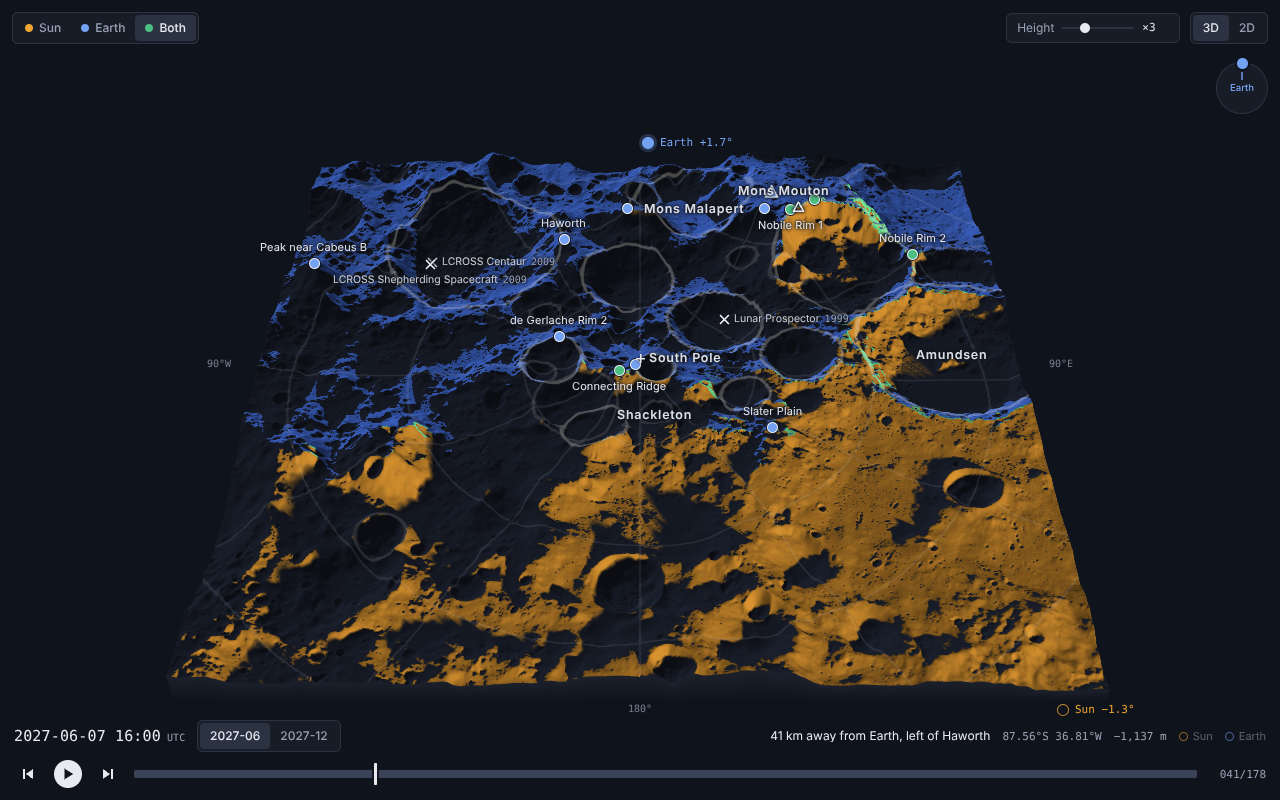 Sun Earth Both
Height ×3 3D 2D
Earth
Earth +1.7°
Mons Mouton
Mons Malapert
Haworth
Nobile Rim 1
Nobile Rim 2
Peak near Cabeus B
LCROSS Centaur 2009
LCROSS Shepherding Spacecraft 2009
de Gerlache Rim 2
Lunar Prospector 1999
90°W
South Pole
Amundsen
90°E
Connecting Ridge
Shackleton
Slater Plain
180°
Sun −1.3°
2027-06-07 16:00 UTC 2027-06 2027-12
41 km away from Earth, left of Haworth 87.56°S 36.81°W −1,137 m Sun Earth
041/178